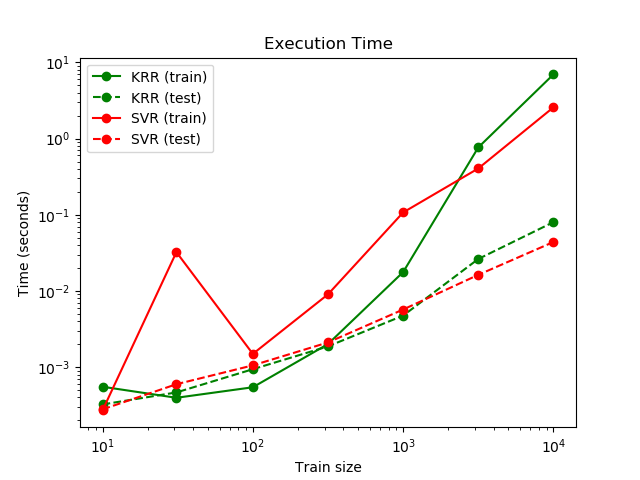 Execution Time
KRR (train)
KRR (test)
SVR (train)
SVR (test)
Time (seconds)
10¹
10⁰
10⁻¹
10⁻²
10⁻³
10¹
10²
10³
10⁴
Train size